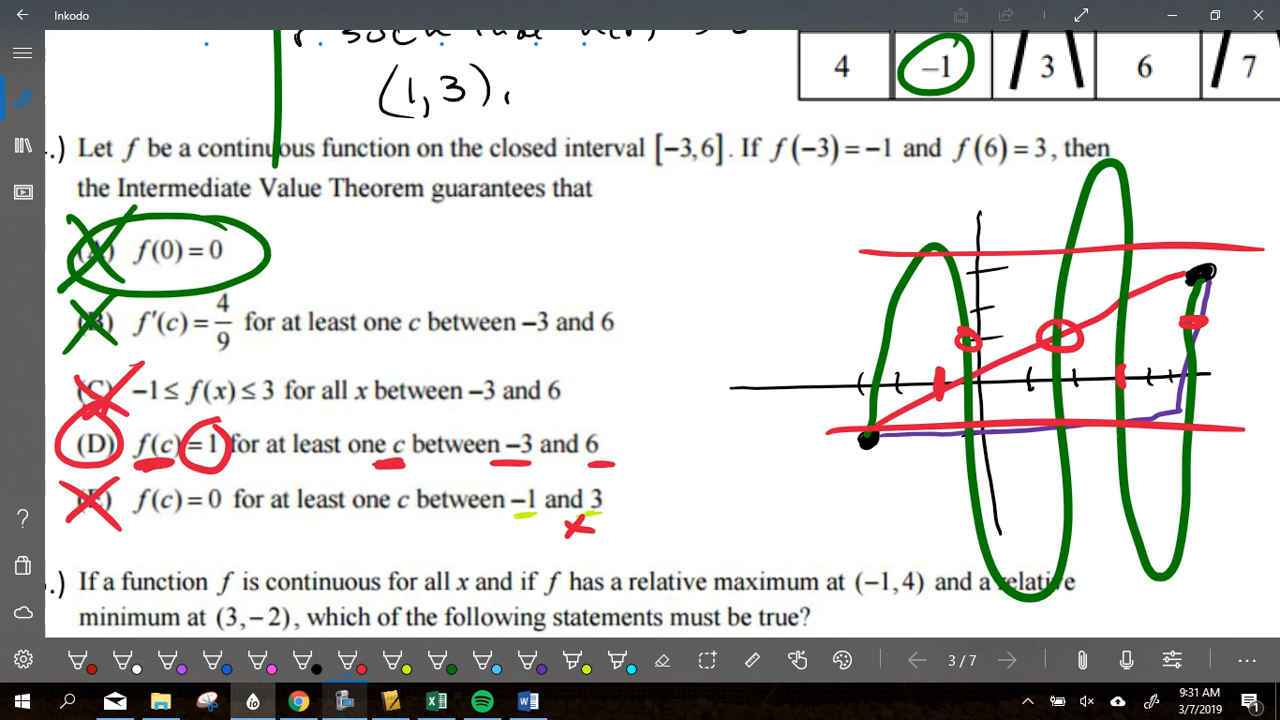 Inkodo
(1,3).
4 –1 3 6 7
.) Let f be a continuous function on the closed interval [−3,6]. If f(−3)=−1 and f(6)=3, then
the Intermediate Value Theorem guarantees that
f(0)=0
(B) f′(c)=4/9 for at least one c between −3 and 6
(C) −1≤f(x)≤3 for all x between −3 and 6
(D) f(c)=1 for at least one c between −3 and 6
f(c)=0 for at least one c between −1 and 3
.) If a function f is continuous for all x and if f has a relative maximum at (−1,4) and a relative
minimum at (3,−2), which of the following statements must be true?
3 / 7
9:31 AM
3/7/2019